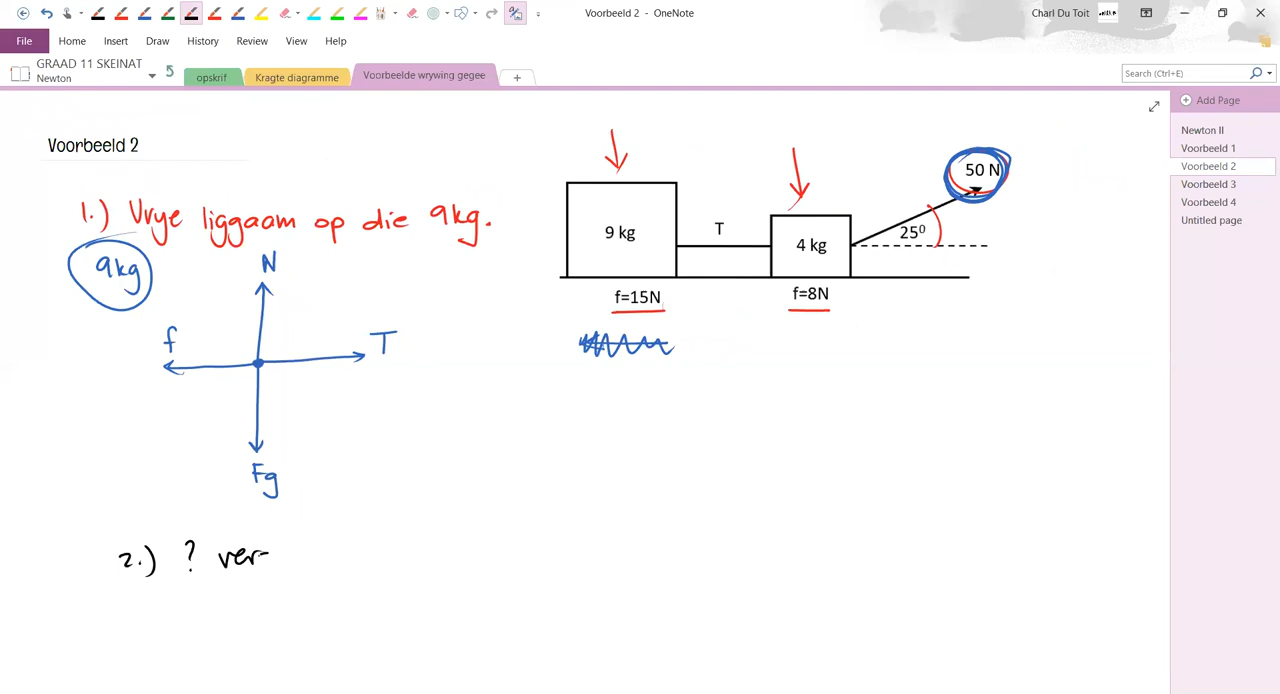 Voorbeeld 2 - OneNote
Charl Du Toit
File Home Insert Draw History Review View Help
GRAAD 11 SKEINAT
Newton
opskrif
Kragte diagramme
Voorbeelde wrywing gegee
Search (Ctrl+E)
Add Page
Newton II
Voorbeeld 1
Voorbeeld 2
Voorbeeld 3
Voorbeeld 4
Untitled page
Voorbeeld 2
1.) Vrye liggaam op die 9kg.
9kg
N
f
T
Fg
2.) ? ver
50 N
9 kg
T
4 kg
25⁰
f=15N
f=8N